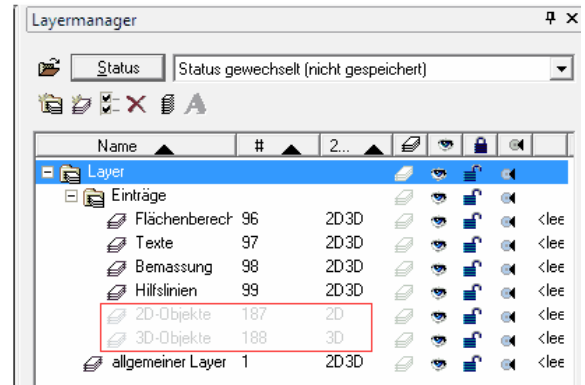 Layermanager
Status Status gewechselt (nicht gespeichert)
Name # 2...
Layer
Einträge
Flächenberech 96 2D3D <lee
Texte 97 2D3D <lee
Bemassung 98 2D3D <lee
Hilfslinien 99 2D3D <lee
2D-Objekte 187 2D <lee
3D-Objekte 188 3D <lee
allgemeiner Layer 1 2D3D <lee